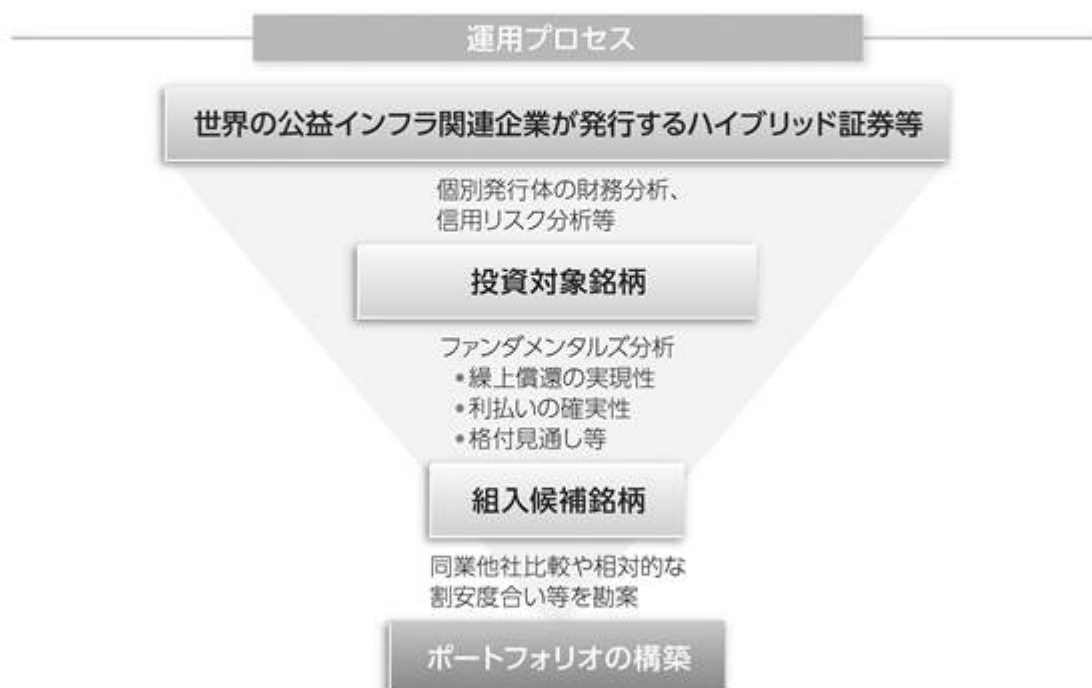 運用プロセス
世界の公益インフラ関連企業が発行するハイブリッド証券等
個別発行体の財務分析、
信用リスク分析等
投資対象銘柄
ファンダメンタルズ分析
•繰上償還の実現性
•利払いの確実性
•格付見通し等
組入候補銘柄
同業他社比較や相対的な
割安度合い等を勘案
ポートフォリオの構築